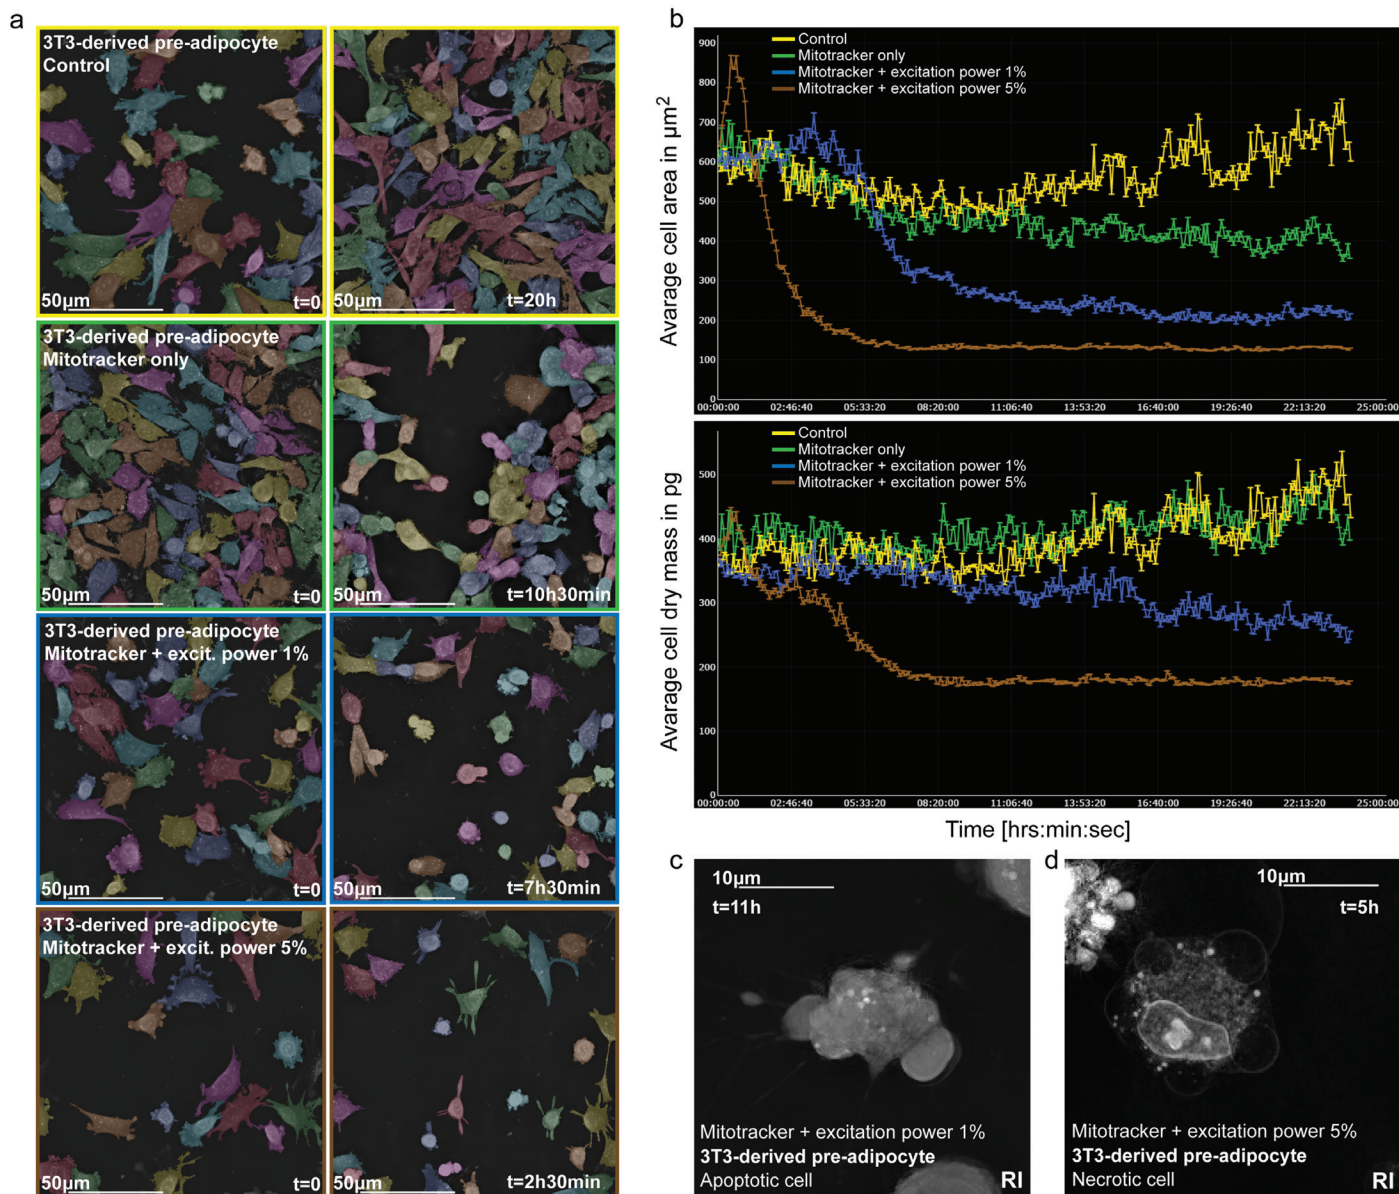 a
3T3-derived pre-adipocyte
Control
50µm
t=0
50µm
t=20h
3T3-derived pre-adipocyte
Mitotracker only
50µm
t=0
50µm
t=10h30min
3T3-derived pre-adipocyte
Mitotracker + excit. power 1%
50µm
t=0
50µm
t=7h30min
3T3-derived pre-adipocyte
Mitotracker + excit. power 5%
50µm
t=0
50µm
t=2h30min
b
Avarage cell area in µm²
900
800
700
600
500
400
300
200
100
0
Control
Mitotracker only
Mitotracker + excitation power 1%
Mitotracker + excitation power 5%
00:00:00 02:46:40 05:33:20 08:20:00 11:06:40 13:53:20 16:40:00 19:26:40 22:13:20 25:00:00
Avarage cell dry mass in pg
500
400
300
200
100
0
Control
Mitotracker only
Mitotracker + excitation power 1%
Mitotracker + excitation power 5%
00:00:00 02:46:40 05:33:20 08:20:00 11:06:40 13:53:20 16:40:00 19:26:40 22:13:20 25:00:00
Time [hrs:min:sec]
c
10µm
t=11h
Mitotracker + excitation power 1%
3T3-derived pre-adipocyte
Apoptotic cell
RI
d
10µm
t=5h
Mitotracker + excitation power 5%
3T3-derived pre-adipocyte
Necrotic cell
RI